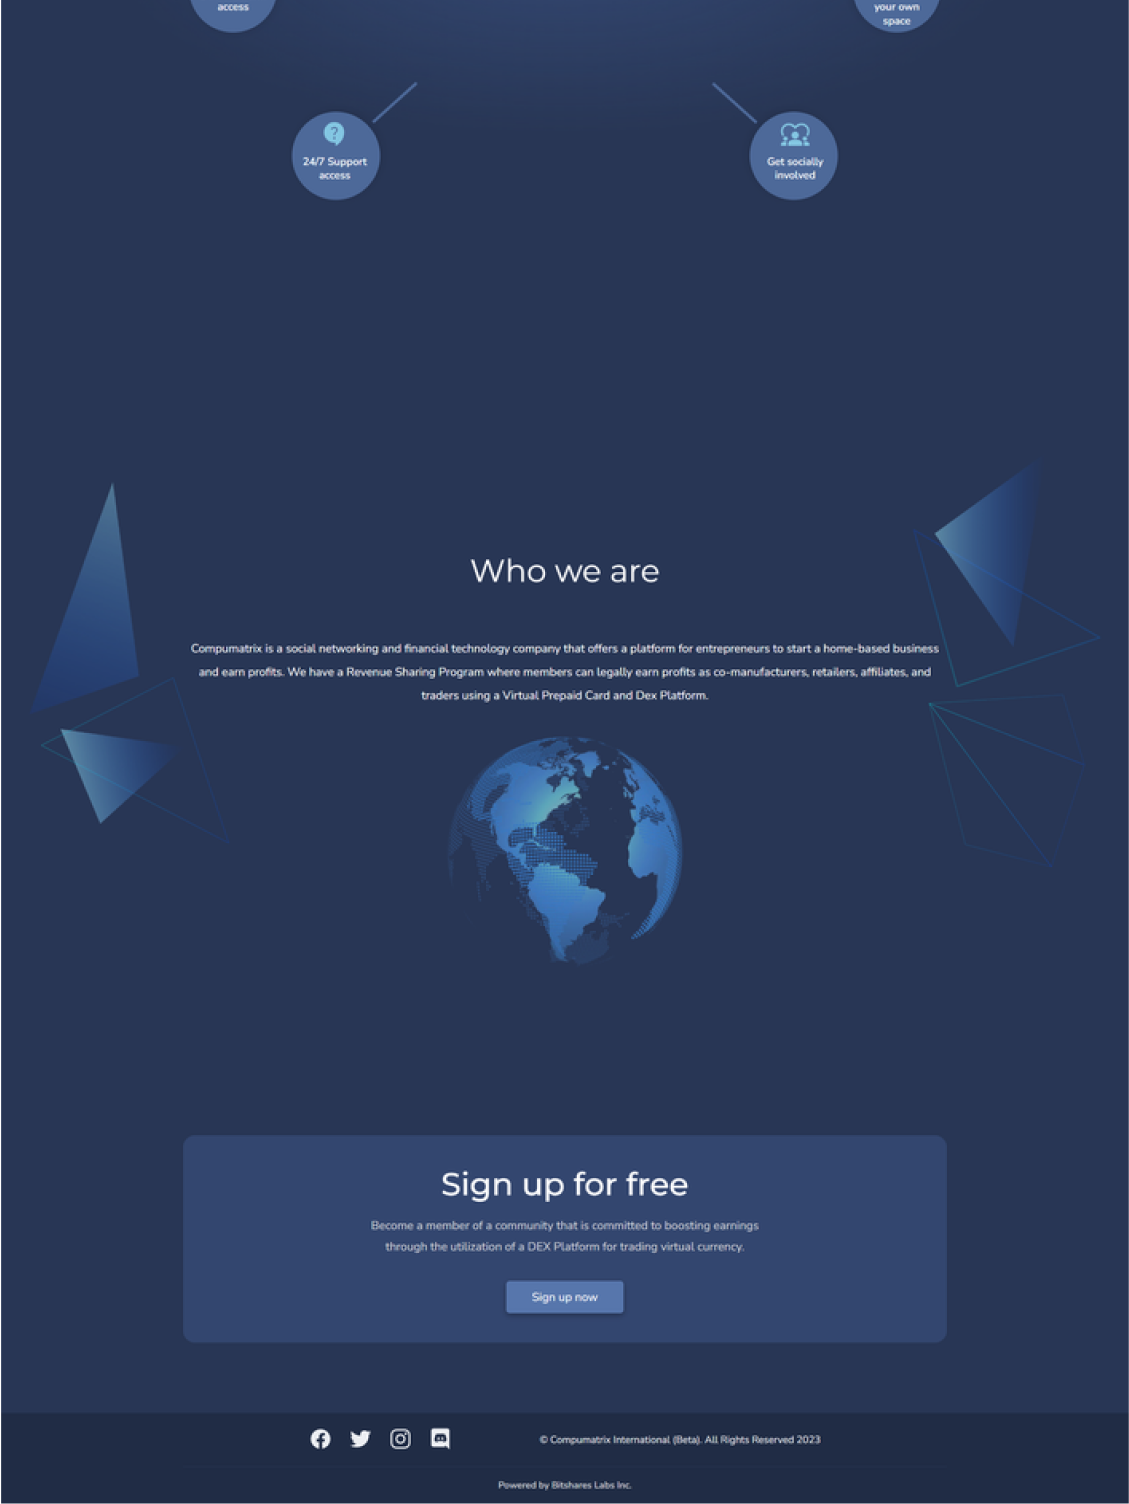 access
your own
space
24/7 Support
access
Get socially
involved
Who we are
Compumatrix is a social networking and financial technology company that offers a platform for entrepreneurs to start a home-based business
and earn profits. We have a Revenue Sharing Program where members can legally earn profits as co-manufacturers, retailers, affiliates, and
traders using a Virtual Prepaid Card and Dex Platform.
Sign up for free
Become a member of a community that is committed to boosting earnings
through the utilization of a DEX Platform for trading virtual currency.
Sign up now
© Compumatrix International (Beta). All Rights Reserved 2023
Powered by Bitshares Labs Inc.